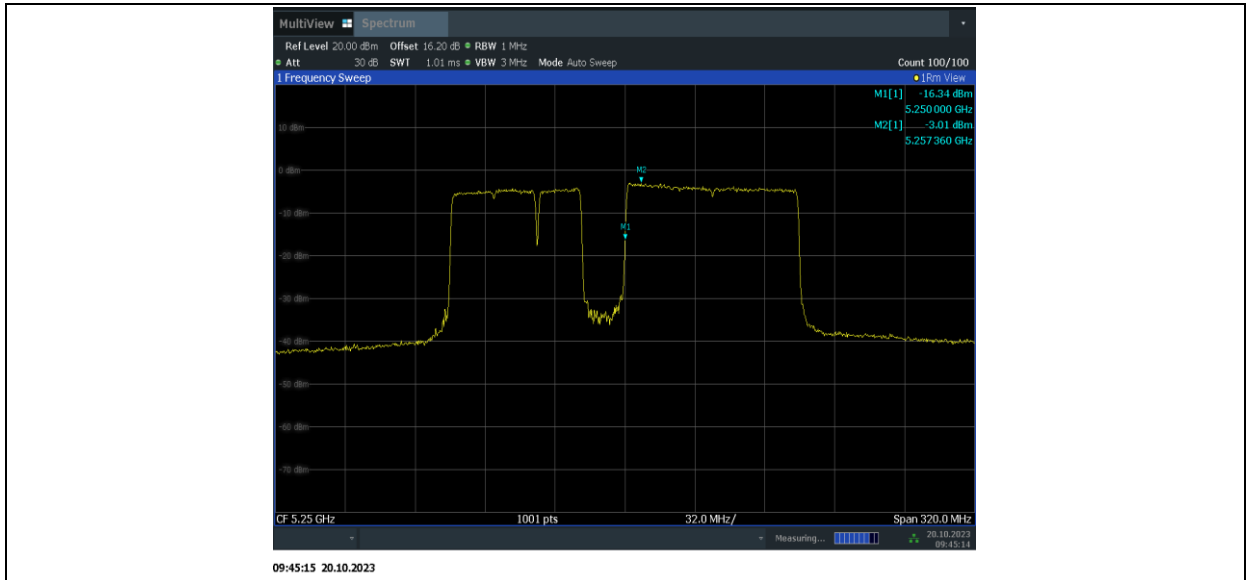 MultiView Spectrum
Ref Level 20.00 dBm Offset 16.20 dB RBW 1 MHz
Att 30 dB SWT 1.01 ms VBW 3 MHz Mode Auto Sweep Count 100/100
1 Frequency Sweep 1Rm View
M1[1] -16.34 dBm
5.250 000 GHz
10 dBm M2[1] -3.01 dBm
5.257 360 GHz
0 dBm
M2
-10 dBm
M1
-20 dBm
-30 dBm
-40 dBm
-50 dBm
-60 dBm
-70 dBm
CF 5.25 GHz 1001 pts 32.0 MHz/ Span 320.0 MHz
Measuring... 20.10.2023
09:45:14
09:45:15 20.10.2023